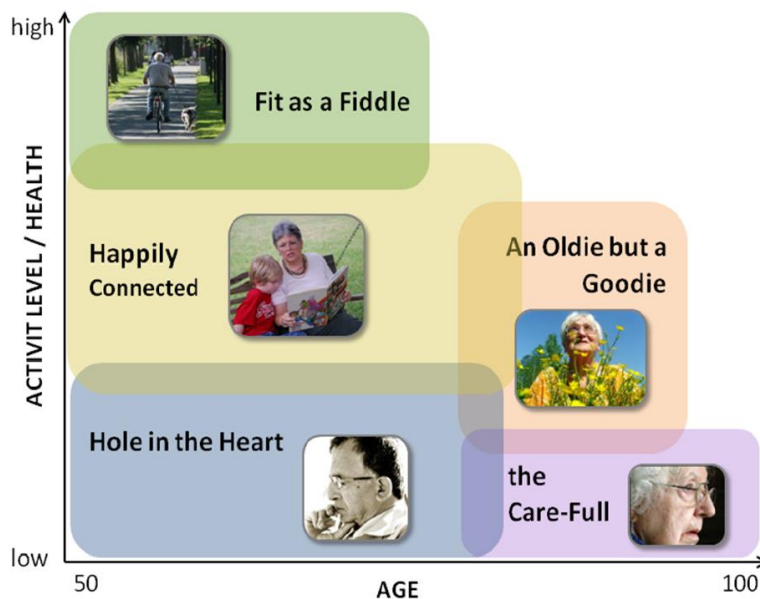 high
Fit as a Fiddle
ACTIVIT LEVEL / HEALTH
Happily
Connected
An Oldie but a
Goodie
Hole in the Heart
the
Care-Full
low
50
AGE
100